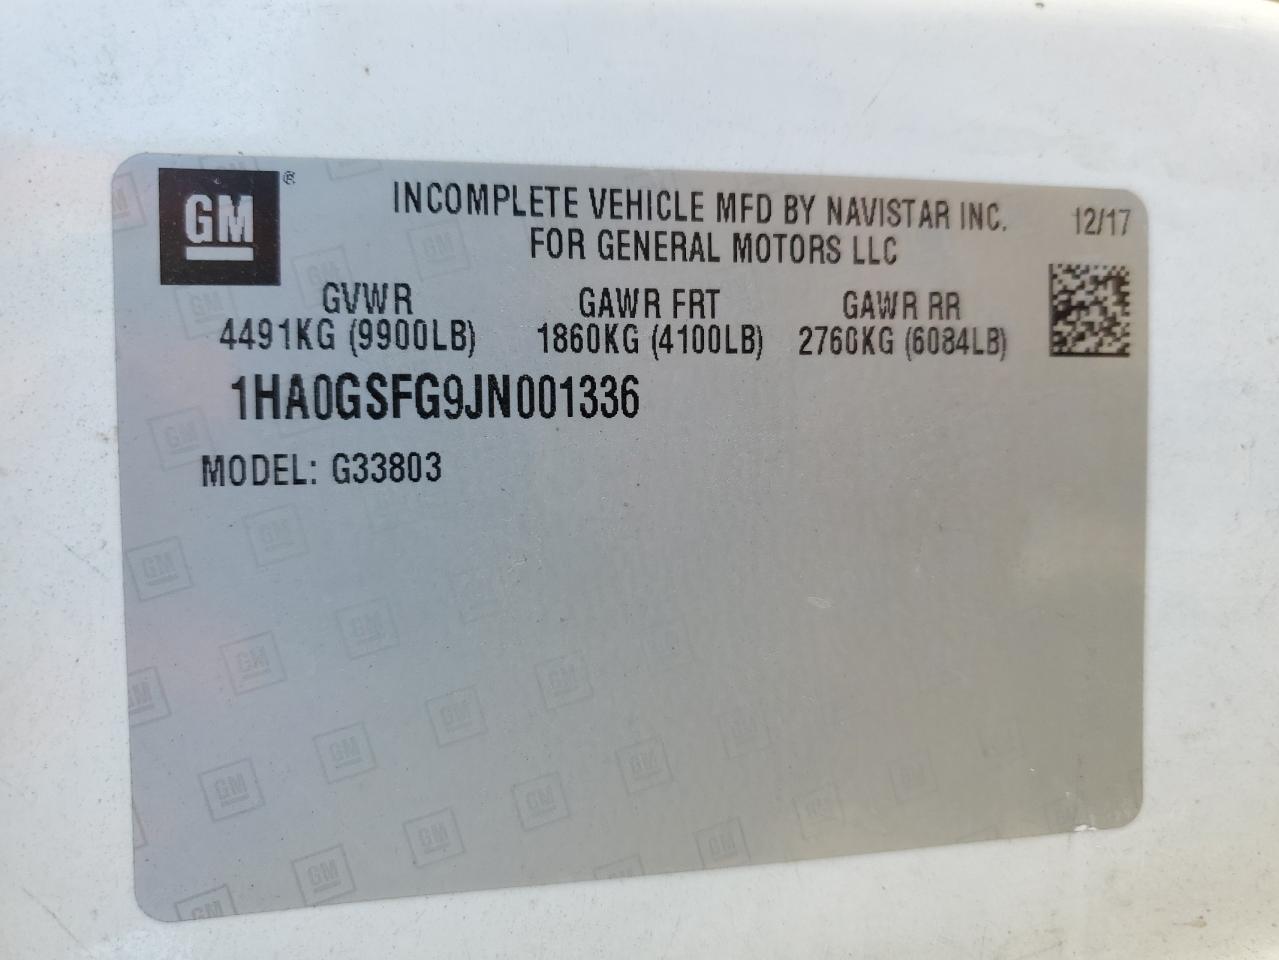 GM ®
INCOMPLETE VEHICLE MFD BY NAVISTAR INC.
FOR GENERAL MOTORS LLC
12/17
GVWR GAWR FRT GAWR RR
4491KG (9900LB) 1860KG (4100LB) 2760KG (6084LB)
1HA0GSFG9JN001336
MODEL: G33803